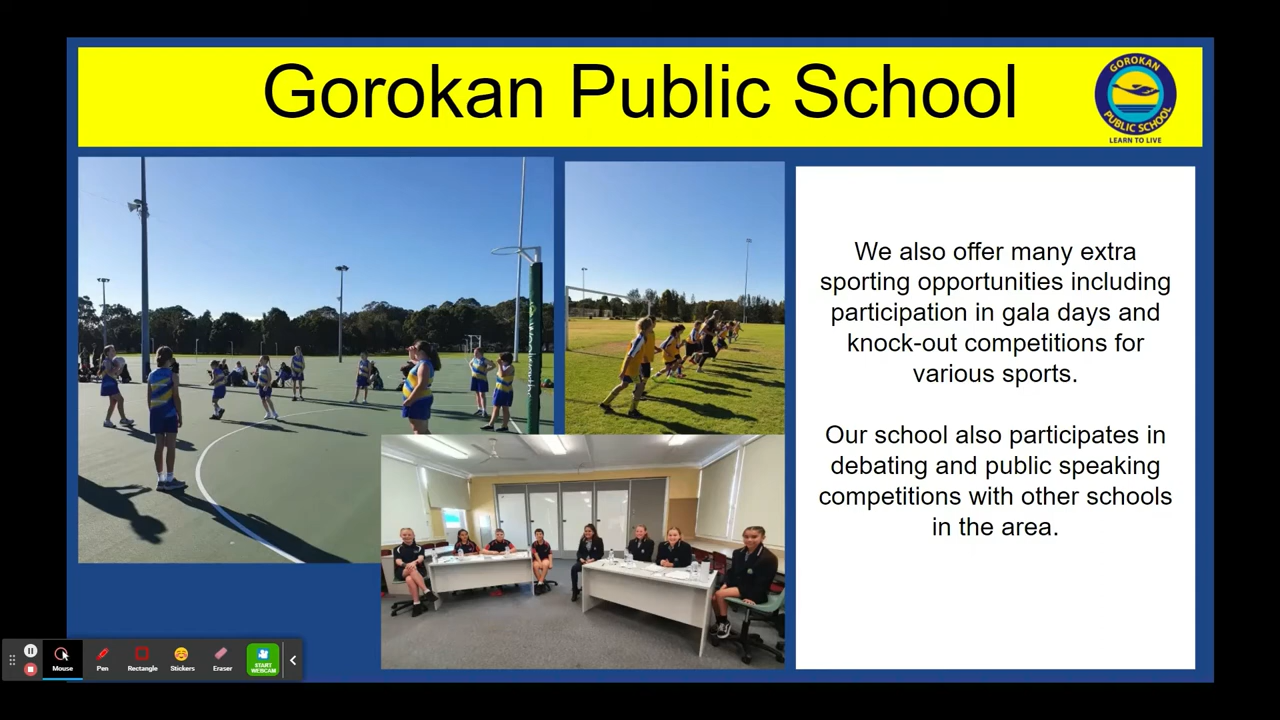 Gorokan Public School
GOROKAN
PUBLIC SCHOOL
LEARN TO LIVE
We also offer many extra
sporting opportunities including
participation in gala days and
knock-out competitions for
various sports.
Our school also participates in
debating and public speaking
competitions with other schools
in the area.
Mouse
Pen
Rectangle
Stickers
Eraser
START
WEBCAM